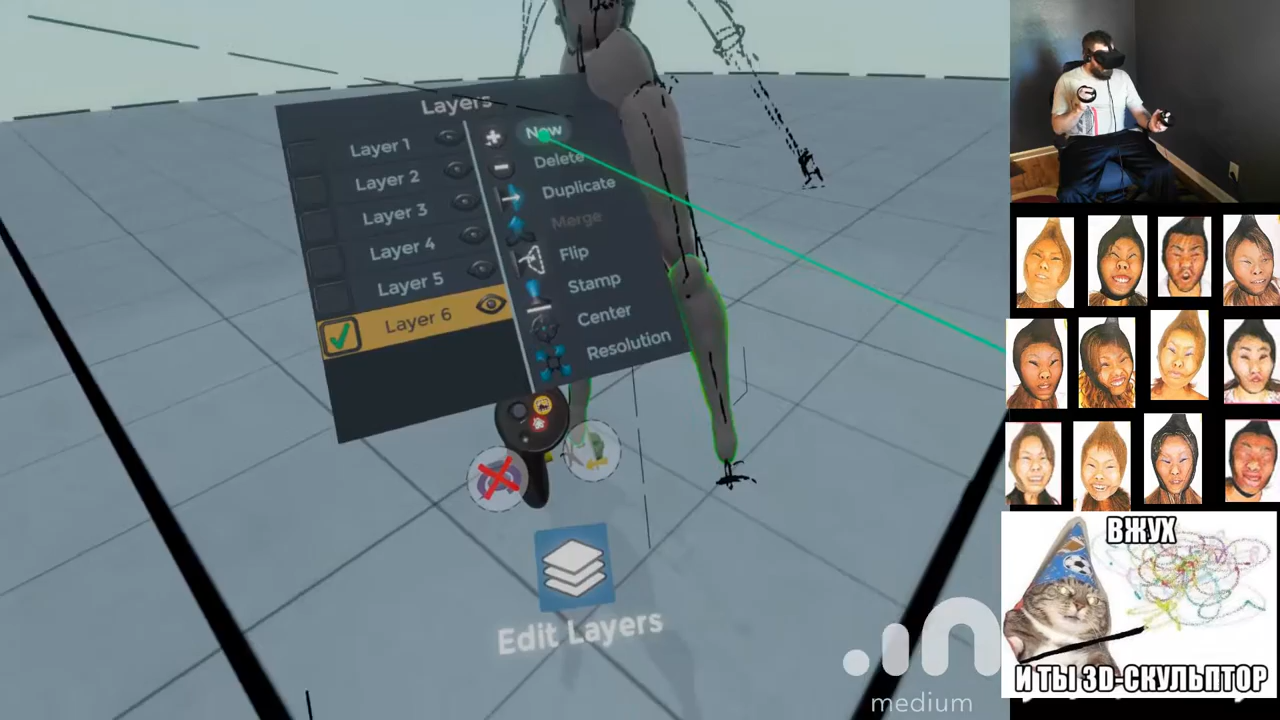 Layers
Layer 1
Layer 2
Layer 3
Layer 4
Layer 5
Layer 6
New
Delete
Duplicate
Merge
Flip
Stamp
Center
Resolution
Edit Layers
medium
ВЖУХ
И ТЫ 3D-СКУЛЬПТОР